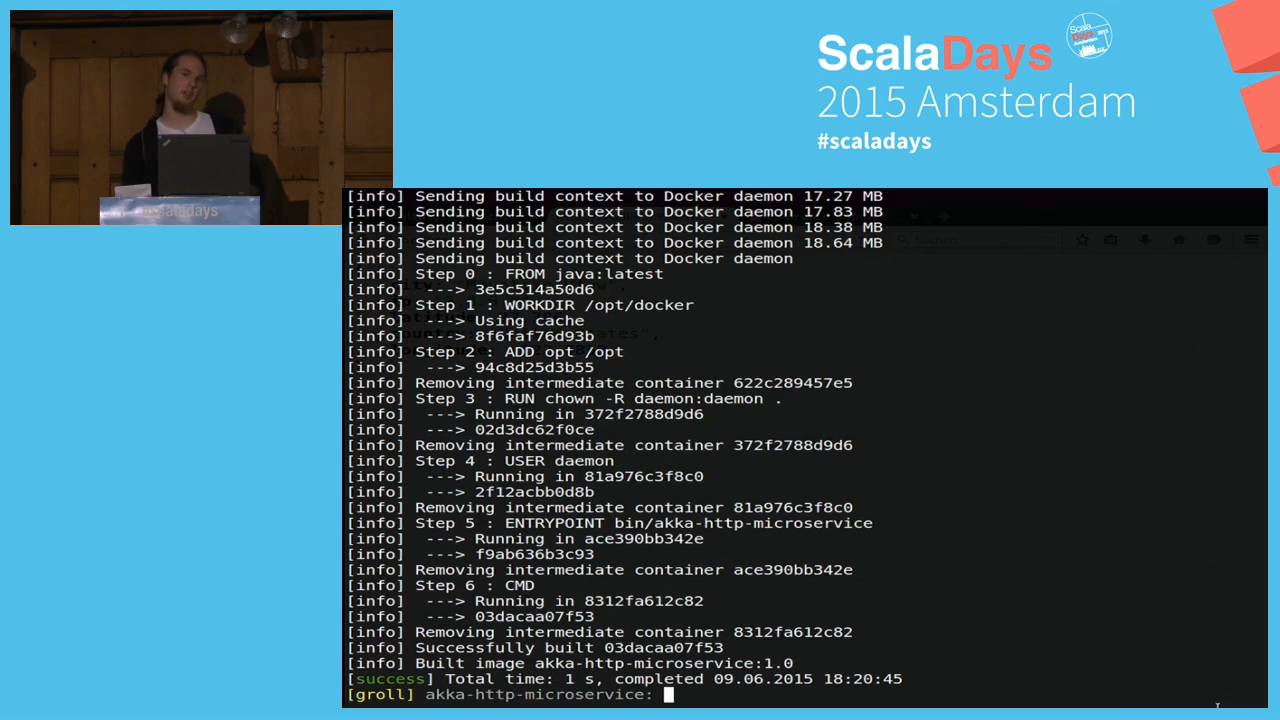 ScalaDays
Scala
Days
Amsterdam
2015
2015 Amsterdam
#scaladays
#scaladays
[info] Sending build context to Docker daemon 17.27 MB
[info] Sending build context to Docker daemon 17.83 MB
[info] Sending build context to Docker daemon 18.38 MB
[info] Sending build context to Docker daemon 18.64 MB
Suchen
[info] Sending build context to Docker daemon
[info] Step 0 : FROM java:latest
[info]  ---> 3e5c514a50d6
[info] Step 1 : WORKDIR /opt/docker
[info]  ---> Using cache
[info]  ---> 8f6faf76d93b
[info] Step 2 : ADD opt /opt
[info]  ---> 94c8d25d3b55
[info] Removing intermediate container 622c289457e5
[info] Step 3 : RUN chown -R daemon:daemon .
[info]  ---> Running in 372f2788d9d6
[info]  ---> 02d3dc62f0ce
[info] Removing intermediate container 372f2788d9d6
[info] Step 4 : USER daemon
[info]  ---> Running in 81a976c3f8c0
[info]  ---> 2f12acbb0d8b
[info] Removing intermediate container 81a976c3f8c0
[info] Step 5 : ENTRYPOINT bin/akka-http-microservice
[info]  ---> Running in ace390bb342e
[info]  ---> f9ab636b3c93
[info] Removing intermediate container ace390bb342e
[info] Step 6 : CMD
[info]  ---> Running in 8312fa612c82
[info]  ---> 03dacaa07f53
[info] Removing intermediate container 8312fa612c82
[info] Successfully built 03dacaa07f53
[info] Built image akka-http-microservice:1.0
[success] Total time: 1 s, completed 09.06.2015 18:20:45
[groll] akka-http-microservice: